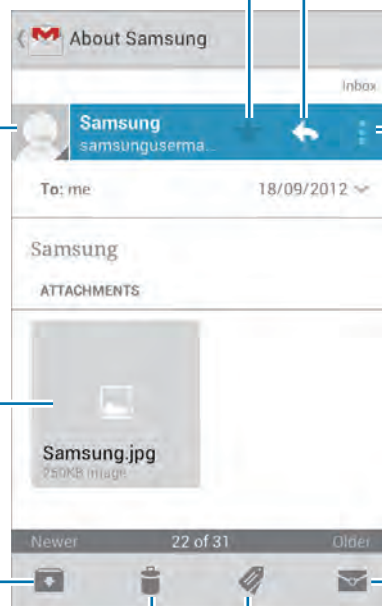 About Samsung
Inbox
Samsung
samsunguserma...
To: me 18/09/2012
Samsung
ATTACHMENTS
Samsung.jpg
250KB image
Newer 22 of 31 Older